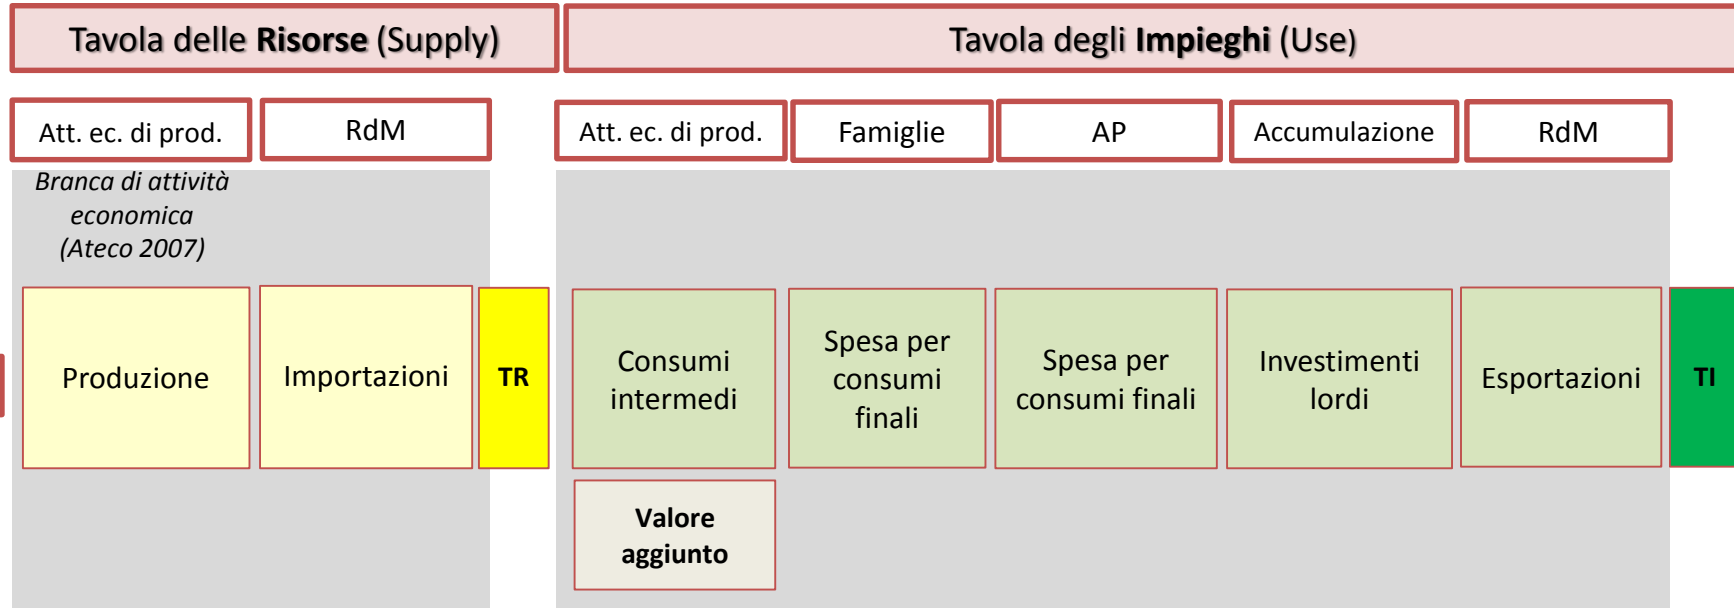 Tavola delle Risorse (Supply)
Tavola degli Impieghi (Use)
Att. ec. di prod.
RdM
Att. ec. di prod.
Famiglie
AP
Accumulazione
RdM
Branca di attività
economica
(Ateco 2007)
Produzione
Importazioni
TR
Consumi
intermedi
Spesa per
consumi
finali
Spesa per
consumi finali
Investimenti
lordi
Esportazioni
TI
Valore
aggiunto